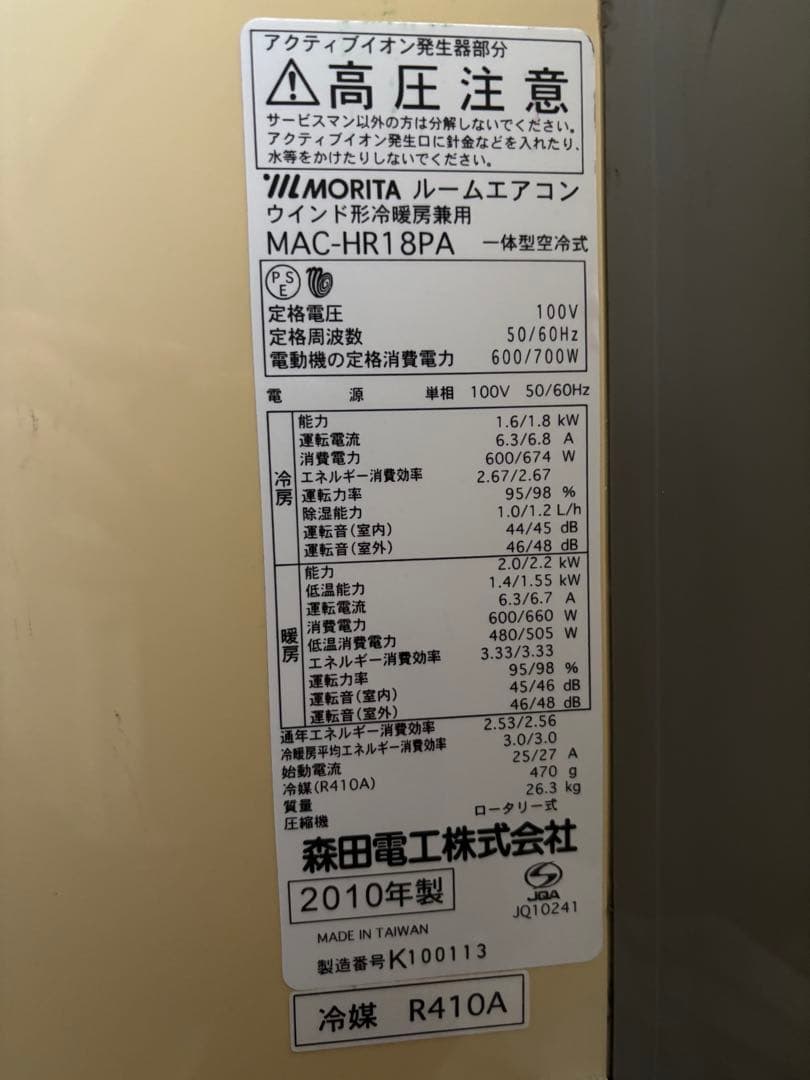 アクティブイオン発生器部分
⚠高圧注意
サービスマン以外の方は分解しないでください。
アクティブイオン発生口に針金などを入れたり、
水等をかけたりしないでください。
MORITA ルームエアコン
ウインド形冷暖房兼用
MAC-HR18PA 一体型空冷式
PSE
定格電圧 100V
定格周波数 50/60Hz
電動機の定格消費電力 600/700W
電源 単相 100V 50/60Hz
冷房
能力 1.6/1.8 kW
運転電流 6.3/6.8 A
消費電力 600/674 W
エネルギー消費効率 2.67/2.67
運転力率 95/98 %
除湿能力 1.0/1.2 L/h
運転音(室内) 44/45 dB
運転音(室外) 46/48 dB
暖房
能力 2.0/2.2 kW
低温能力 1.4/1.55 kW
運転電流 6.3/6.7 A
消費電力 600/660 W
低温消費電力 480/505 W
エネルギー消費効率 3.33/3.33
運転力率 95/98 %
運転音(室内) 45/46 dB
運転音(室外) 46/48 dB
通年エネルギー消費効率 2.53/2.56
冷暖房平均エネルギー消費効率 3.0/3.0
始動電流 25/27 A
冷媒(R410A) 470 g
質量 26.3 kg
圧縮機 ロータリー式
森田電工株式会社
2010年製
JQA
JQ10241
MADE IN TAIWAN
製造番号K100113
冷媒 R410A